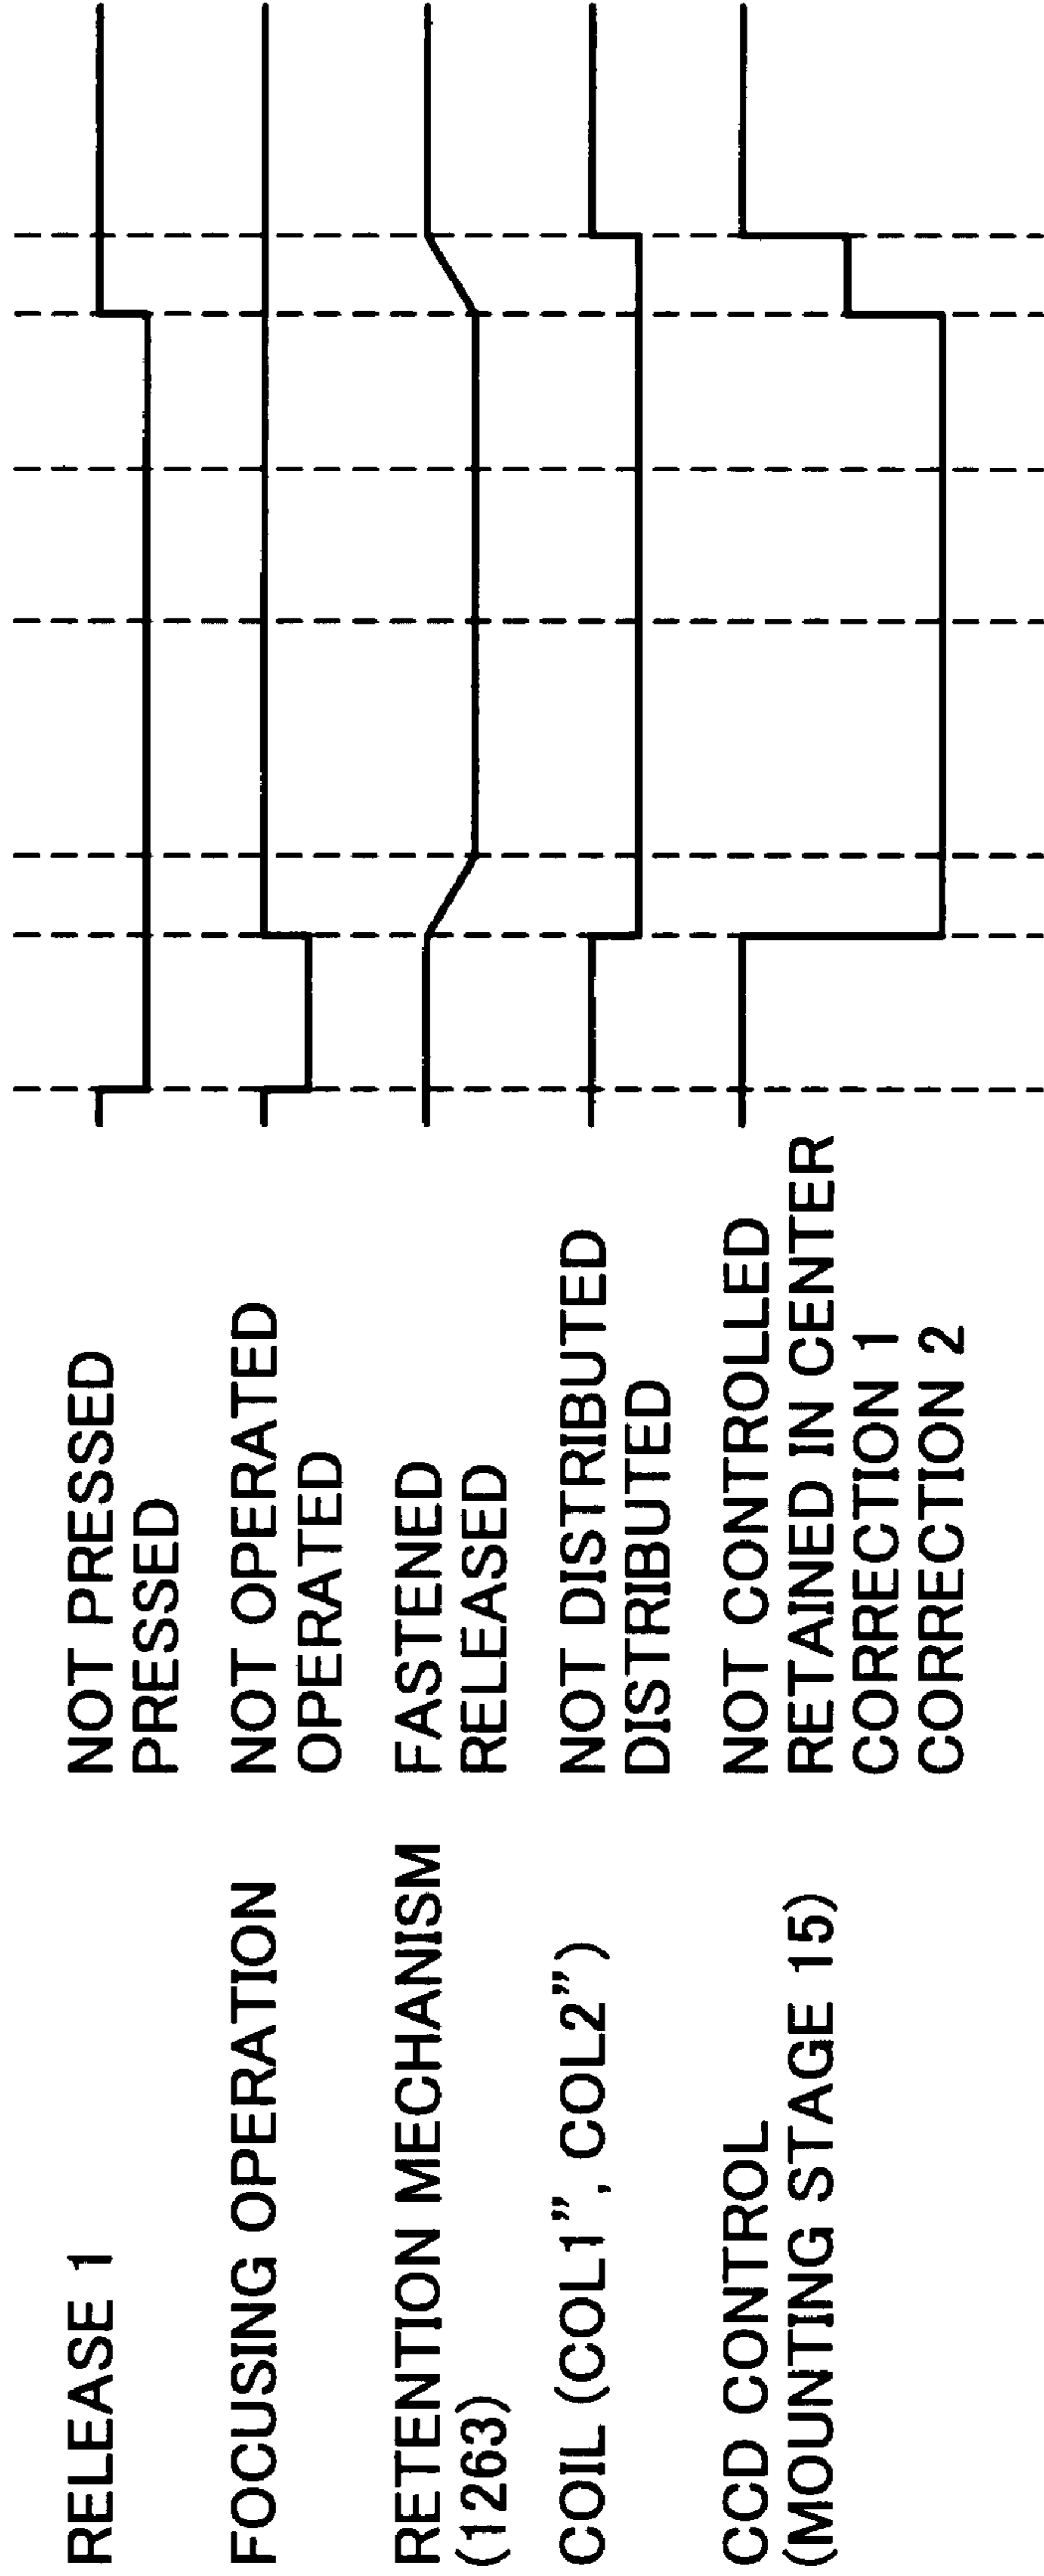 RELEASE 1
NOT PRESSED
PRESSED
FOCUSING OPERATION
NOT OPERATED
OPERATED
RETENTION MECHANISM
(1263)
FASTENED
RELEASED
COIL (COL1”, COL2”)
NOT DISTRIBUTED
DISTRIBUTED
CCD CONTROL
(MOUNTING STAGE 15)
NOT CONTROLLED
RETAINED IN CENTER
CORRECTION 1
CORRECTION 2